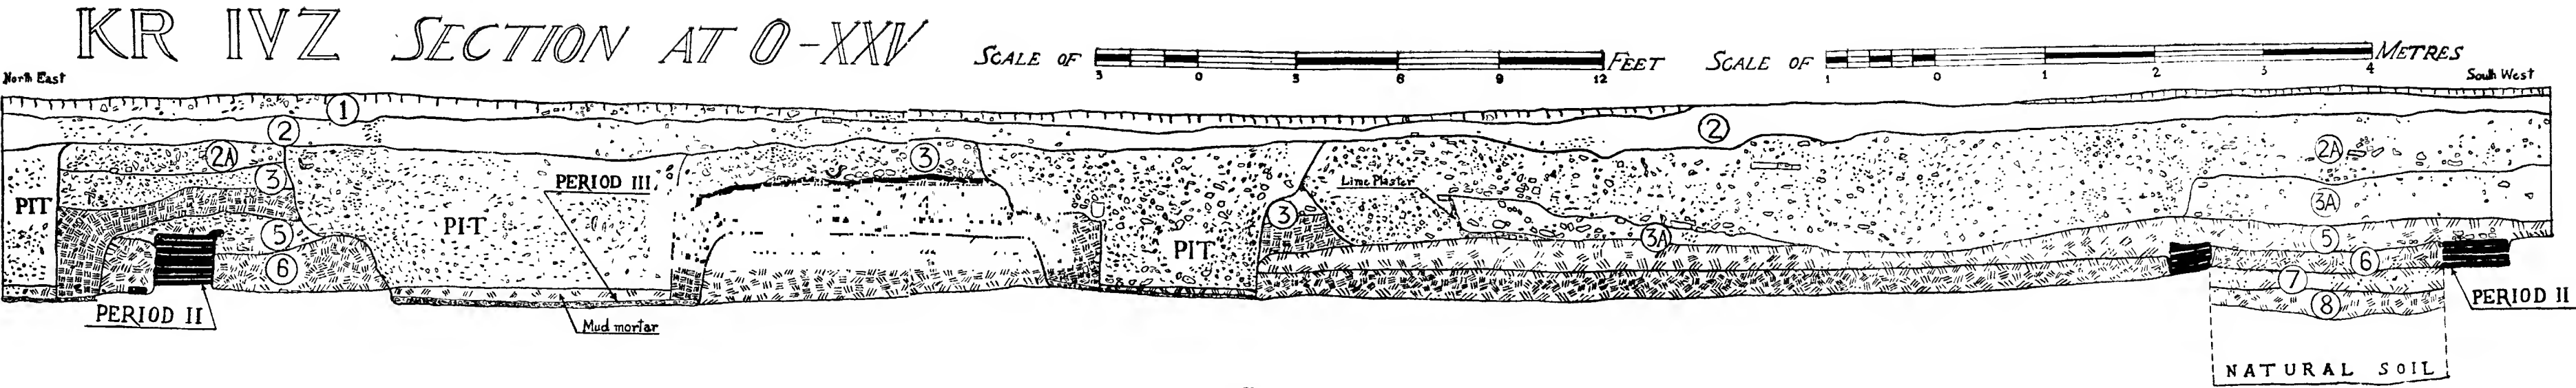 KR IVZ SECTION AT O-XXV
SCALE OF FEET
3 0 3 6 9 12
SCALE OF METRES
1 0 1 2 3 4
North East
South West
1
2
2
2A
3
3
2A
PERIOD III
Lime Plaster
PIT
PIT
3
3A
5
PIT
3A
5
6
6
7
8
PERIOD II
Mud mortar
PERIOD II
NATURAL SOIL